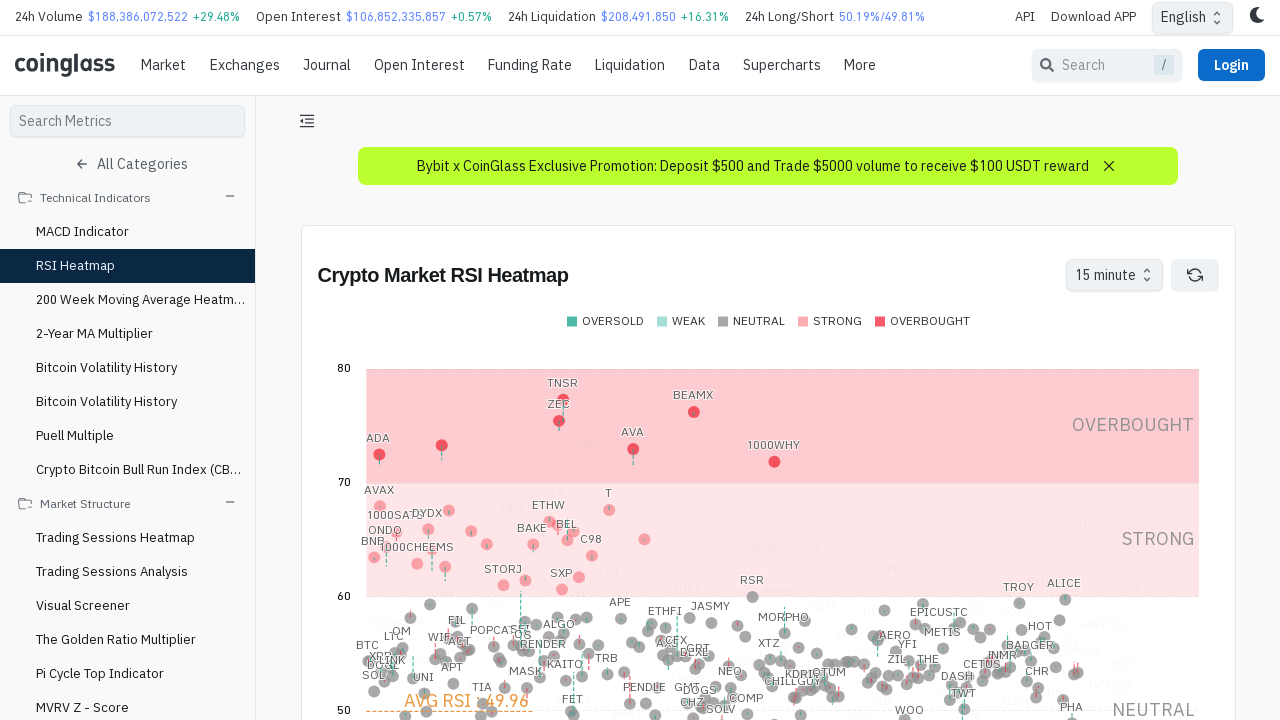 24h Volume $188,386,072,522 +29.48% Open Interest $106,852,335,857 +0.57% 24h Liquidation $208,491,850 +16.31% 24h Long/Short 50.19%/49.81% API Download APP English
coinglass Market Exchanges Journal Open Interest Funding Rate Liquidation Data Supercharts More Search / Login
Search Metrics
All Categories
Technical Indicators
MACD Indicator
RSI Heatmap
200 Week Moving Average Heatm...
2-Year MA Multiplier
Bitcoin Volatility History
Bitcoin Volatility History
Puell Multiple
Crypto Bitcoin Bull Run Index (CB...
Market Structure
Trading Sessions Heatmap
Trading Sessions Analysis
Visual Screener
The Golden Ratio Multiplier
Pi Cycle Top Indicator
MVRV Z - Score
Bybit x CoinGlass Exclusive Promotion: Deposit $500 and Trade $5000 volume to receive $100 USDT reward
Crypto Market RSI Heatmap
15 minute
OVERSOLD WEAK NEUTRAL STRONG OVERBOUGHT
80
TNSR
BEAMX
ZEC
OVERBOUGHT
AVA
ADA
1000WHY
70
AVAX
T
ETHW
1000SATS
DYDX
BAKE
BEL
ONDO
STRONG
BNB
1000CHEEMS
C98
STORJ
SXP
RSR
TROY
ALICE
60
APE
JASMY
ETHFI
EPICUSTC
MORPHO
FIL
ALGO
HOT
POPCAT
SEI
OM
METIS
LTC
WIF
OS
AERO
ACT
CFX
BTC
RENDER
XTZ
YFI
BADGER
GRT
XRP
LINK
KAITO
TRB
ZIL
THE
INMR
DOGE
CETUS
APT
MASK
NEO
CHR
SOL
UNI
KDRIOTUM
DASH
CHILLGUY
TIA
PENDLE
DOGS
TWT
AVG RSI : 49.96
FET
CHZ
COMP
SOLV
WOO
PHA
50
NEUTRAL